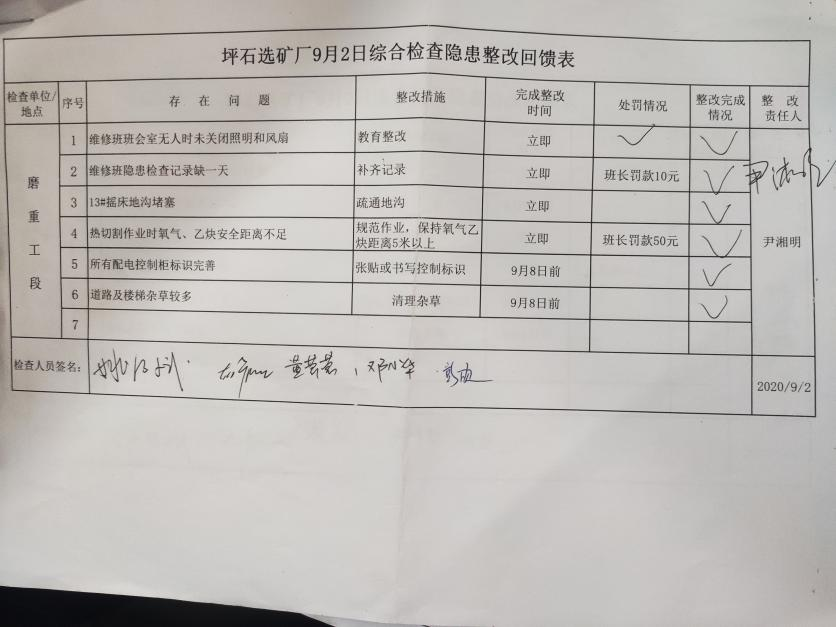 坪石选矿厂9月2日综合检查隐患整改回馈表
检查单位/地点 序号 存在问题 整改措施 完成整改时间 处罚情况 整改完成情况 整改责任人
磨重工段
1 维修班班会室无人时未关闭照明和风扇 教育整改 立即 ✓ ✓
2 维修班隐患检查记录缺一天 补齐记录 立即 班长罚款10元 ✓
3 13#摇床地沟堵塞 疏通地沟 立即 ✓
4 热切割作业时氧气、乙炔安全距离不足 规范作业，保持氧气乙炔距离5米以上 立即 班长罚款50元 ✓ 尹湘明
5 所有配电控制柜标识完善 张贴或书写控制标识 9月8日前 ✓
6 道路及楼梯杂草较多 清理杂草 9月8日前 ✓
7
检查人员签名： 邓小华
2020/9/2